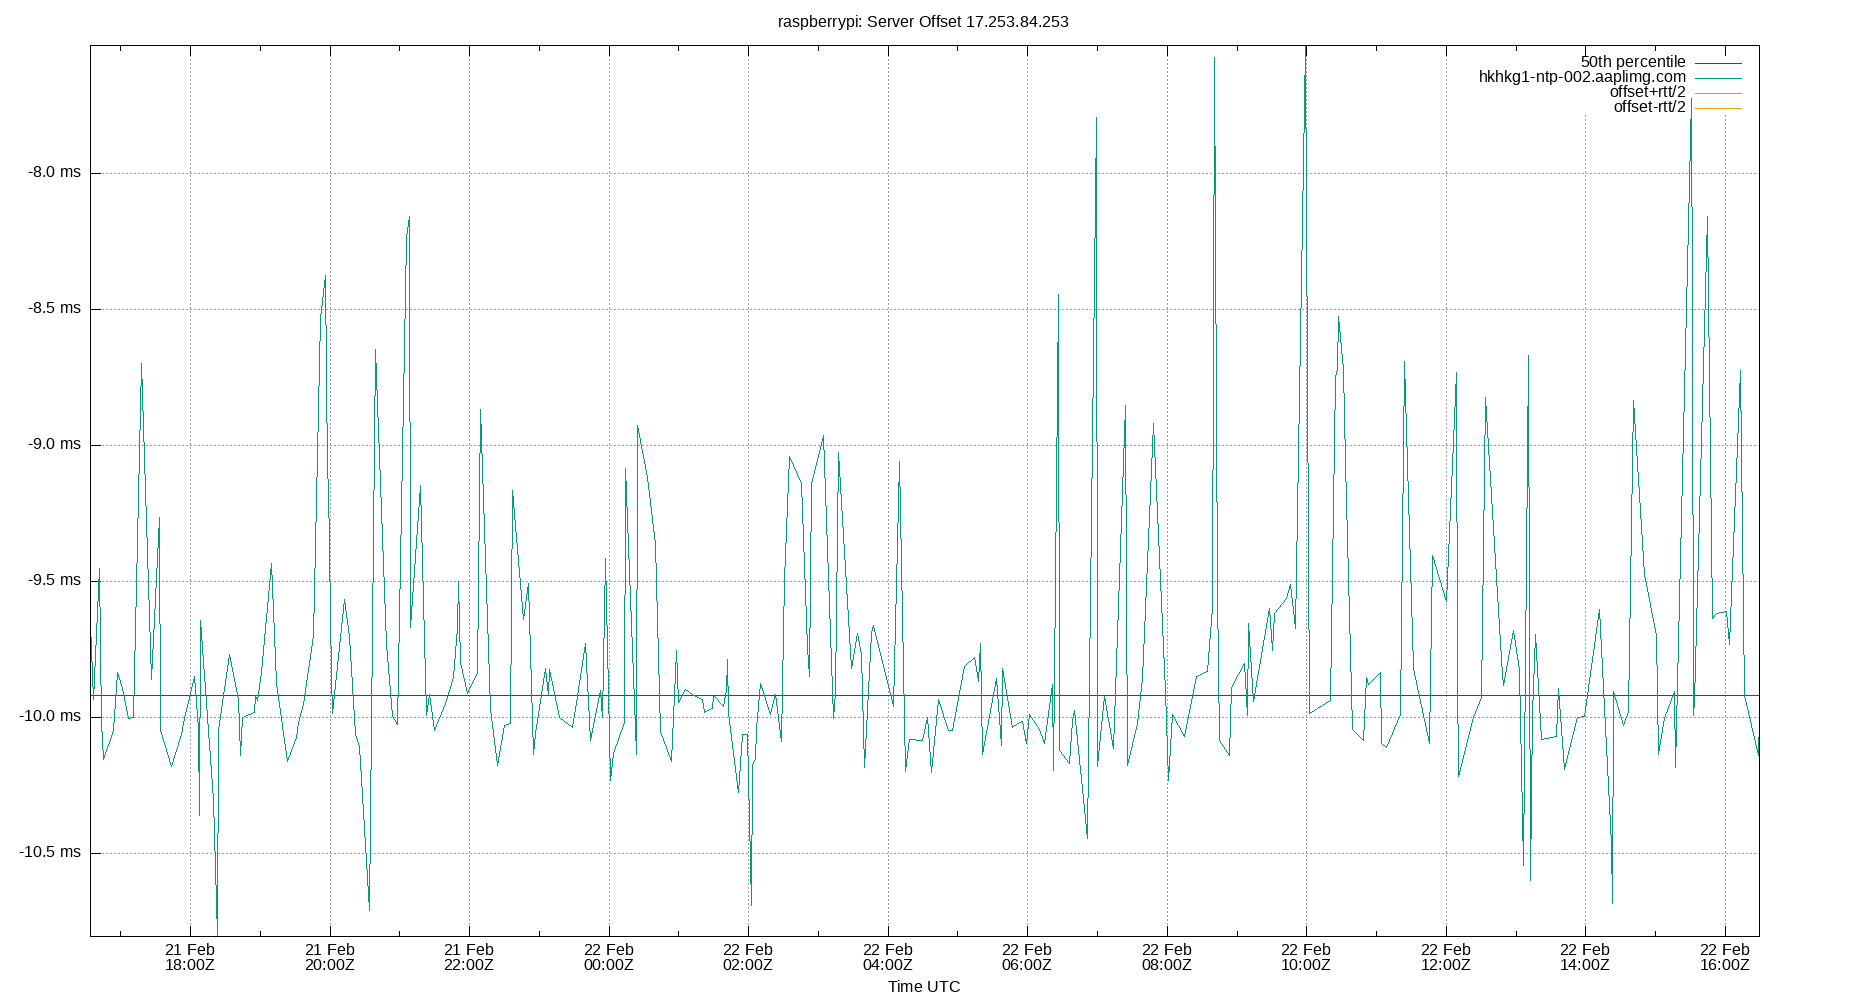 raspberrypi: Server Offset 17.253.84.253
50th percentile
hkhkg1-ntp-002.aaplimg.com
offset+rtt/2
offset-rtt/2
-8.0 ms
-8.5 ms
-9.0 ms
-9.5 ms
-10.0 ms
-10.5 ms
21 Feb 21 Feb 21 Feb 22 Feb 22 Feb 22 Feb 22 Feb 22 Feb 22 Feb 22 Feb 22 Feb 22 Feb
18:00Z 20:00Z 22:00Z 00:00Z 02:00Z 04:00Z 06:00Z 08:00Z 10:00Z 12:00Z 14:00Z 16:00Z
Time UTC